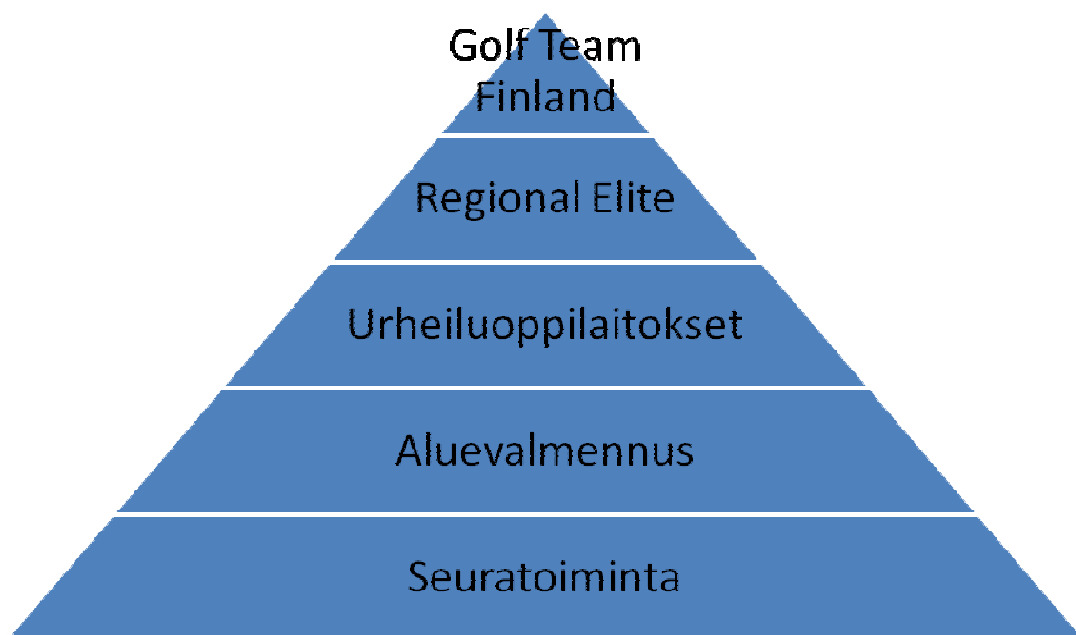 Golf Team
Finland
Regional Elite
Urheiluoppilaitokset
Aluevalmennus
Seuratoiminta